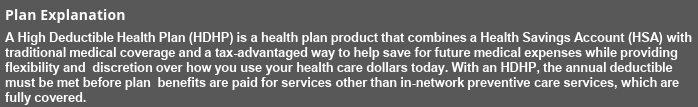 Plan Explanation
A High Deductible Health Plan (HDHP) is a health plan product that combines a Health Savings Account (HSA) with
traditional medical coverage and a tax-advantaged way to help save for future medical expenses while providing
flexibility and discretion over how you use your health care dollars today. With an HDHP, the annual deductible
must be met before plan benefits are paid for services other than in-network preventive care services, which are
fully covered.